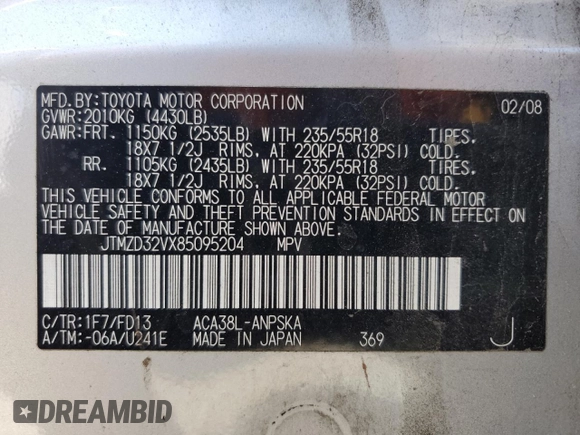 MFD.BY:TOYOTA MOTOR CORPORATION 02/08
GVWR:2010KG (4430LB)
GAWR:FRT. 1150KG (2535LB) WITH 235/55R18 TIRES.
18X7 1/2J RIMS, AT 220KPA (32PSI) COLD.
RR. 1105KG (2435LB) WITH 235/55R18 TIRES.
18X7 1/2J RIMS, AT 220KPA (32PSI) COLD.
THIS VEHICLE CONFORMS TO ALL APPLICABLE FEDERAL MOTOR
VEHICLE SAFETY AND THEFT PREVENTION STANDARDS IN EFFECT ON
THE DATE OF MANUFACTURE SHOWN ABOVE.
JTMZD32VX85095204 MPV
C/TR:1F7/FD13 ACA38L-ANPSKA
A/TM:-06A/U241E MADE IN JAPAN 369 J
DREAMBID